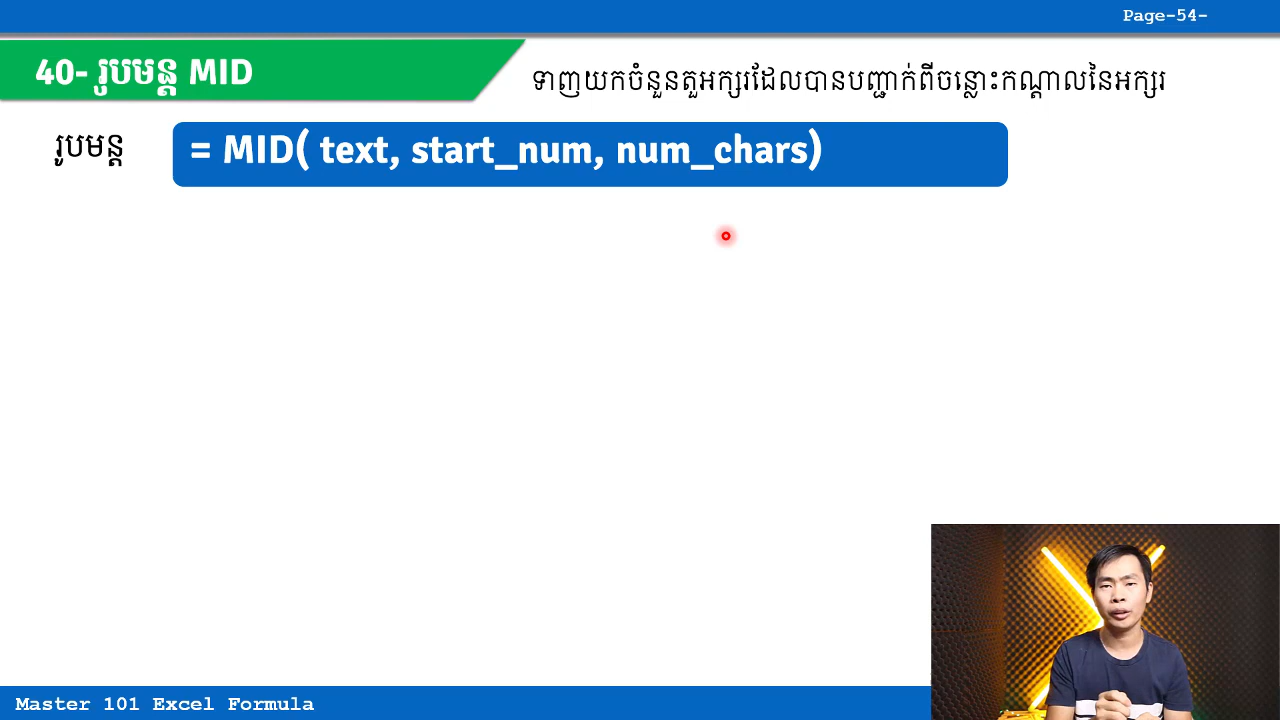 Page-54-
40- រូបមន្ត MID
ទាញយកចំនួនតួអក្សរដែលបានបញ្ជាក់ពីចន្លោះកណ្តាលនៃអក្សរ
រូបមន្ត
= MID( text, start_num, num_chars)
Master 101 Excel Formula